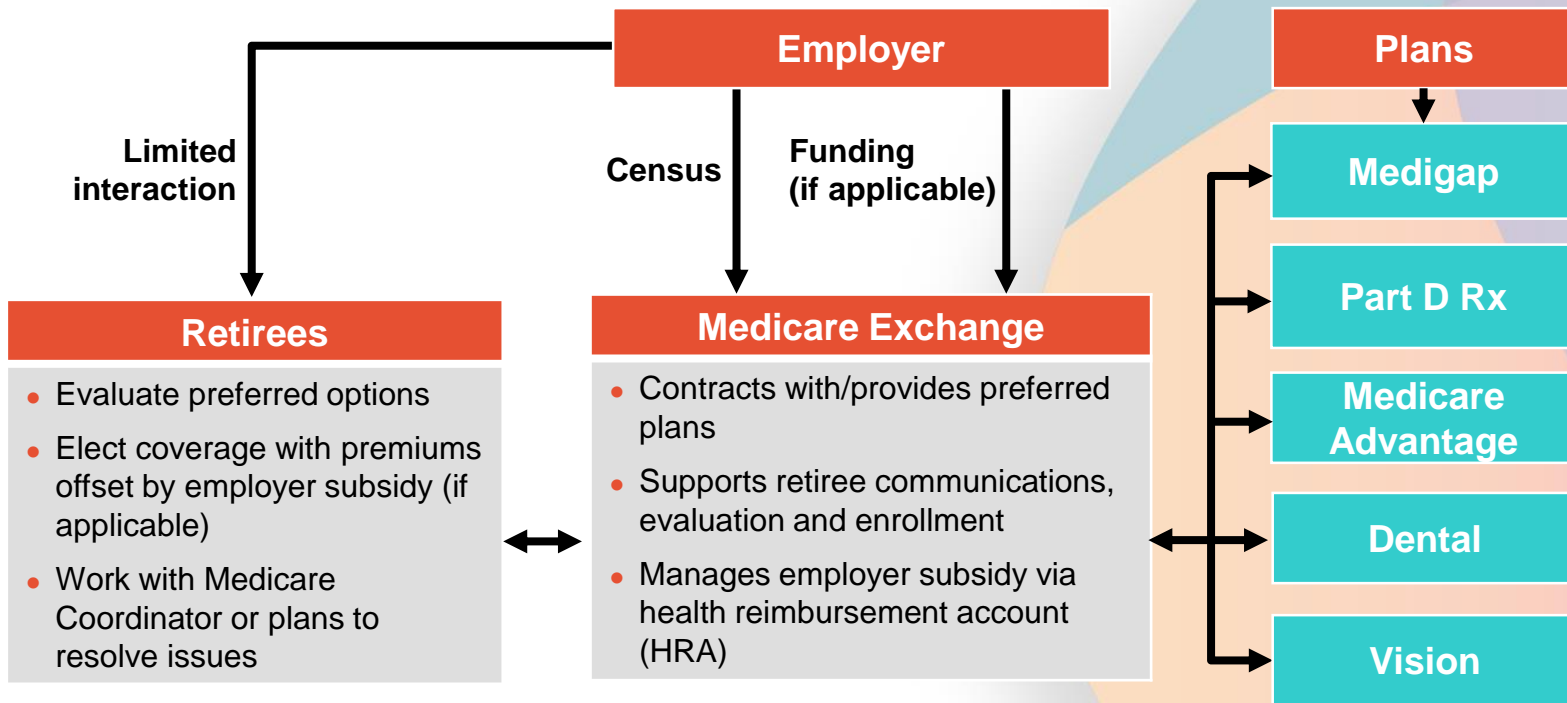 Employer
Plans
Limited
interaction
Census
Funding
(if applicable)
Medigap
Part D Rx
Medicare
Advantage
Dental
Vision
Retirees
• Evaluate preferred options
• Elect coverage with premiums
offset by employer subsidy (if
applicable)
• Work with Medicare
Coordinator or plans to
resolve issues
Medicare Exchange
• Contracts with/provides preferred
plans
• Supports retiree communications,
evaluation and enrollment
• Manages employer subsidy via
health reimbursement account
(HRA)